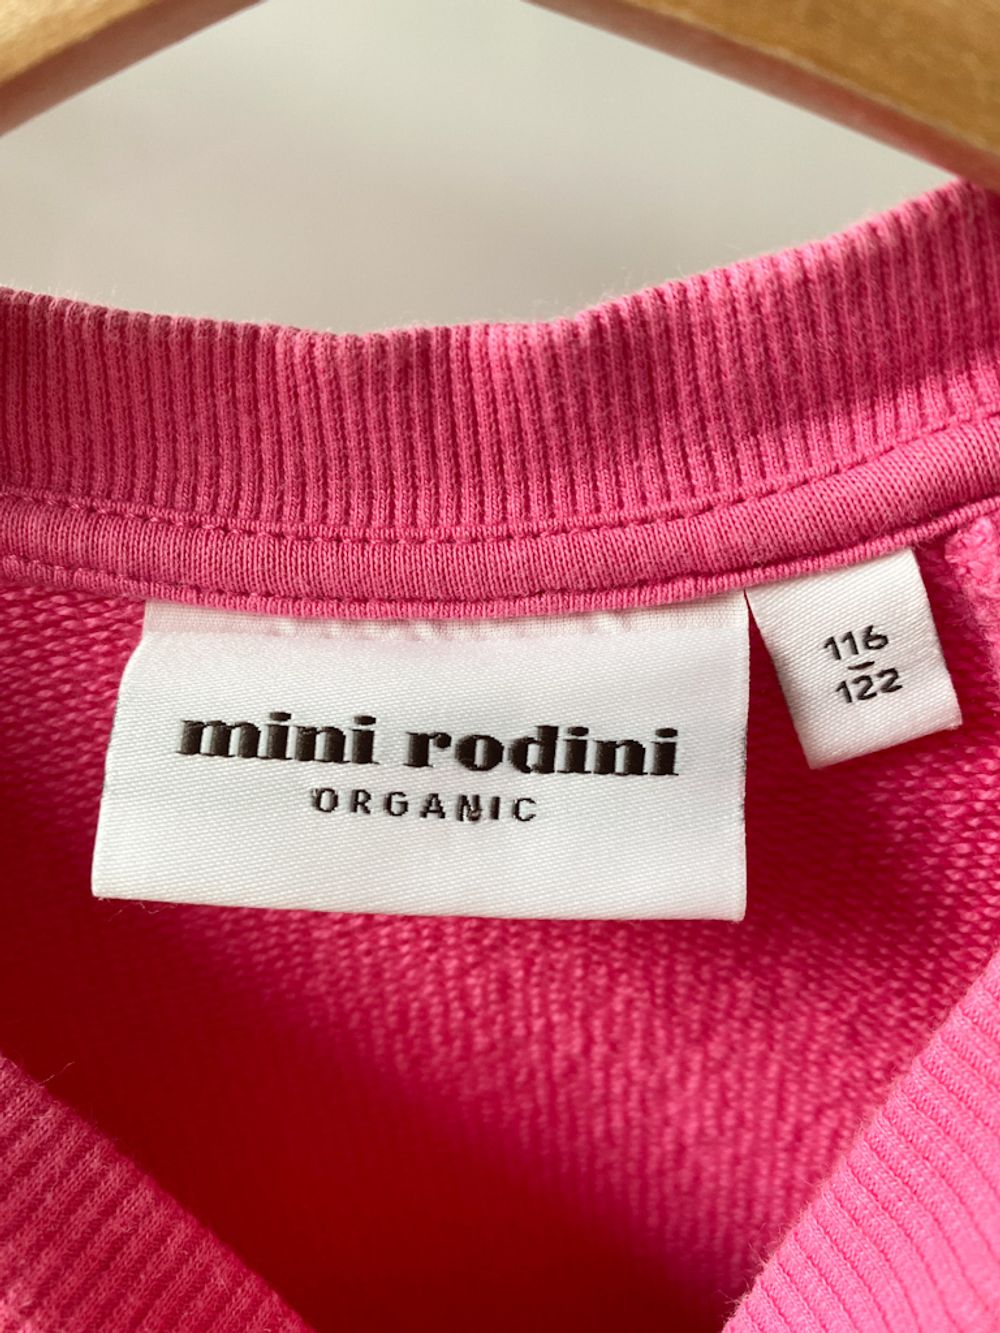 mini rodini
ORGANIC
116
–
122